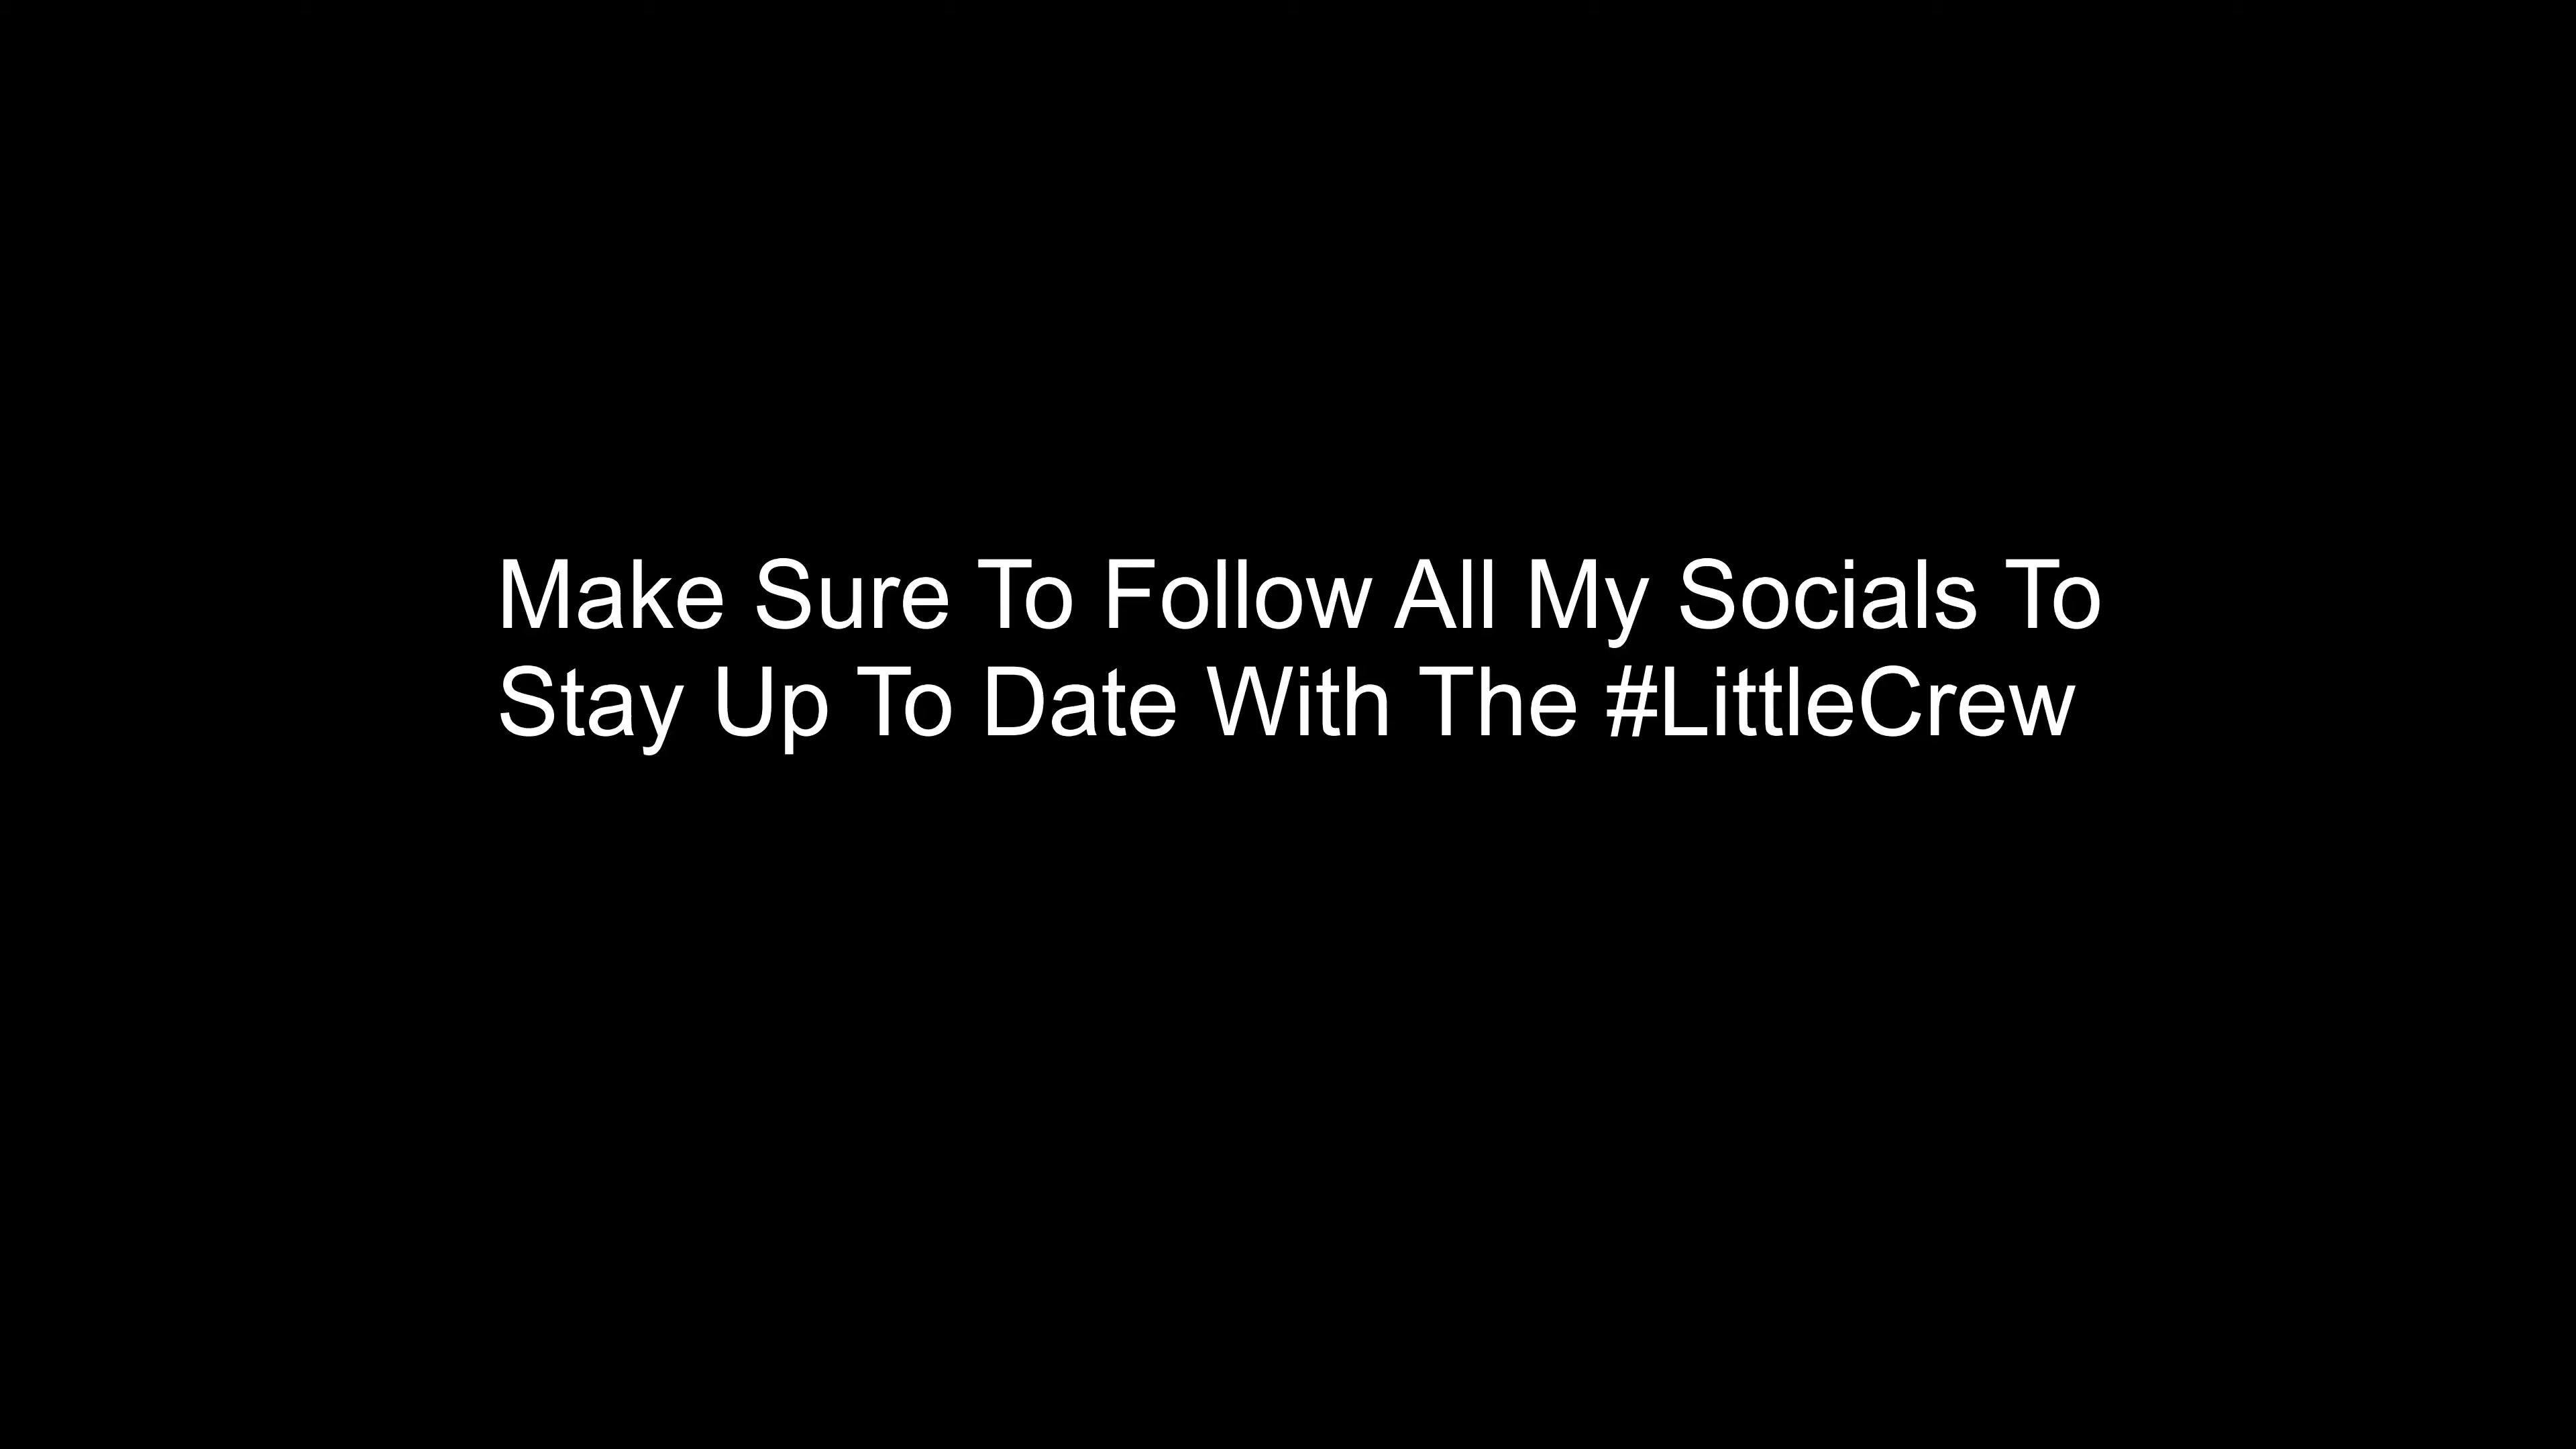 Make Sure To Follow All My Socials To
Stay Up To Date With The #LittleCrew